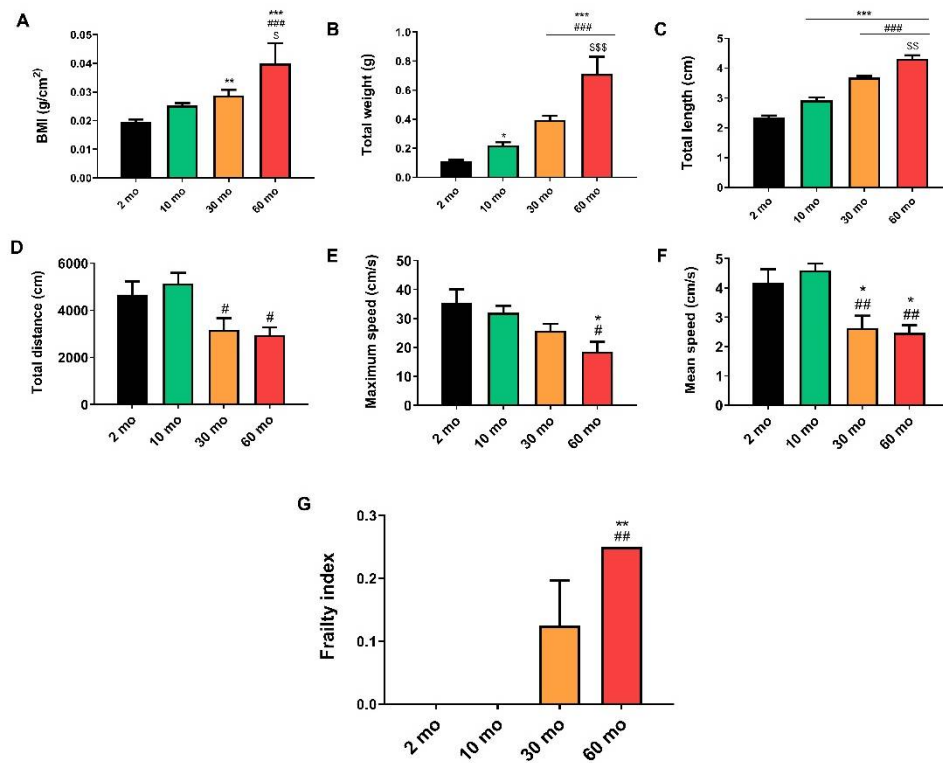 A
BMI (g/cm²)
0.05
0.04
0.03
0.02
0.01
0.00
**
***
###
$
2 mo
10 mo
30 mo
60 mo
B
Total weight (g)
1.0
0.8
0.6
0.4
0.2
0.0
*
***
###
$$$
2 mo
10 mo
30 mo
60 mo
C
Total length (cm)
6
4
2
0
***
###
$$
2 mo
10 mo
30 mo
60 mo
D
Total distance (cm)
6000
4000
2000
0
#
#
2 mo
10 mo
30 mo
60 mo
E
Maximum speed (cm/s)
50
40
30
20
10
0
*
#
2 mo
10 mo
30 mo
60 mo
F
Mean speed (cm/s)
6
4
2
0
*
##
*
##
2 mo
10 mo
30 mo
60 mo
G
Frailty index
0.3
0.2
0.1
0.0
**
##
2 mo
10 mo
30 mo
60 mo